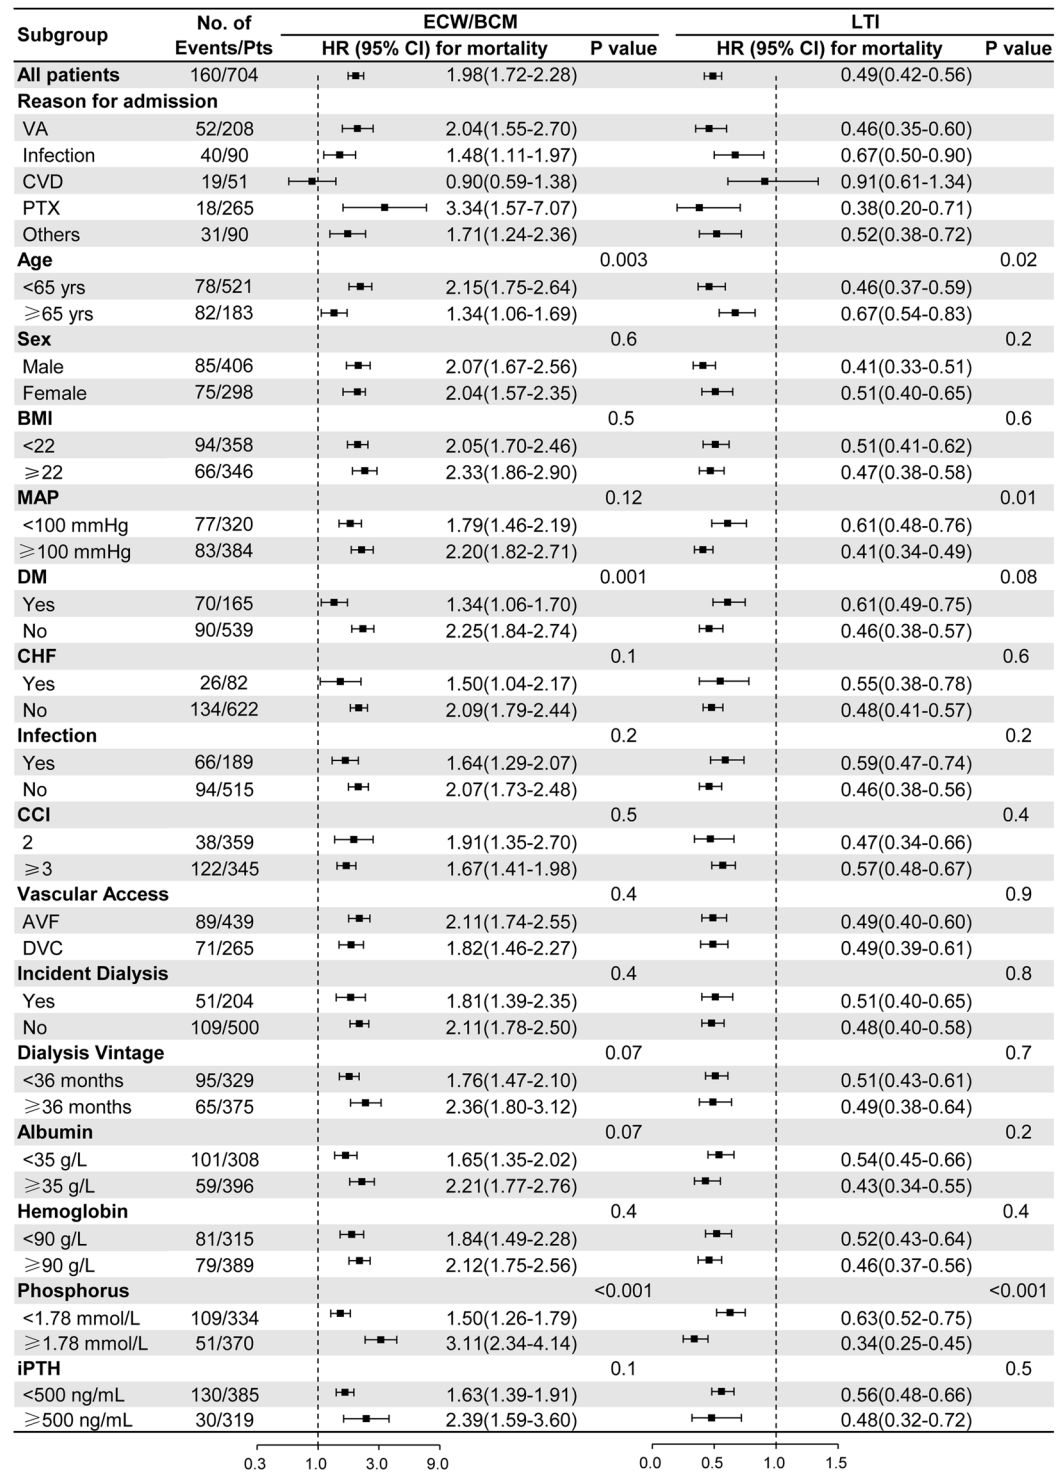 Subgroup No. of Events/Pts ECW/BCM LTI
HR (95% CI) for mortality P value HR (95% CI) for mortality P value
All patients 160/704 1.98(1.72-2.28) 0.49(0.42-0.56)
Reason for admission
VA 52/208 2.04(1.55-2.70) 0.46(0.35-0.60)
Infection 40/90 1.48(1.11-1.97) 0.67(0.50-0.90)
CVD 19/51 0.90(0.59-1.38) 0.91(0.61-1.34)
PTX 18/265 3.34(1.57-7.07) 0.38(0.20-0.71)
Others 31/90 1.71(1.24-2.36) 0.52(0.38-0.72)
Age 0.003 0.02
<65 yrs 78/521 2.15(1.75-2.64) 0.46(0.37-0.59)
⩾65 yrs 82/183 1.34(1.06-1.69) 0.67(0.54-0.83)
Sex 0.6 0.2
Male 85/406 2.07(1.67-2.56) 0.41(0.33-0.51)
Female 75/298 2.04(1.57-2.35) 0.51(0.40-0.65)
BMI 0.5 0.6
<22 94/358 2.05(1.70-2.46) 0.51(0.41-0.62)
⩾22 66/346 2.33(1.86-2.90) 0.47(0.38-0.58)
MAP 0.12 0.01
<100 mmHg 77/320 1.79(1.46-2.19) 0.61(0.48-0.76)
⩾100 mmHg 83/384 2.20(1.82-2.71) 0.41(0.34-0.49)
DM 0.001 0.08
Yes 70/165 1.34(1.06-1.70) 0.61(0.49-0.75)
No 90/539 2.25(1.84-2.74) 0.46(0.38-0.57)
CHF 0.1 0.6
Yes 26/82 1.50(1.04-2.17) 0.55(0.38-0.78)
No 134/622 2.09(1.79-2.44) 0.48(0.41-0.57)
Infection 0.2 0.2
Yes 66/189 1.64(1.29-2.07) 0.59(0.47-0.74)
No 94/515 2.07(1.73-2.48) 0.46(0.38-0.56)
CCI 0.5 0.4
2 38/359 1.91(1.35-2.70) 0.47(0.34-0.66)
⩾3 122/345 1.67(1.41-1.98) 0.57(0.48-0.67)
Vascular Access 0.4 0.9
AVF 89/439 2.11(1.74-2.55) 0.49(0.40-0.60)
DVC 71/265 1.82(1.46-2.27) 0.49(0.39-0.61)
Incident Dialysis 0.4 0.8
Yes 51/204 1.81(1.39-2.35) 0.51(0.40-0.65)
No 109/500 2.11(1.78-2.50) 0.48(0.40-0.58)
Dialysis Vintage 0.07 0.7
<36 months 95/329 1.76(1.47-2.10) 0.51(0.43-0.61)
⩾36 months 65/375 2.36(1.80-3.12) 0.49(0.38-0.64)
Albumin 0.07 0.2
<35 g/L 101/308 1.65(1.35-2.02) 0.54(0.45-0.66)
⩾35 g/L 59/396 2.21(1.77-2.76) 0.43(0.34-0.55)
Hemoglobin 0.4 0.4
<90 g/L 81/315 1.84(1.49-2.28) 0.52(0.43-0.64)
⩾90 g/L 79/389 2.12(1.75-2.56) 0.46(0.37-0.56)
Phosphorus <0.001 <0.001
<1.78 mmol/L 109/334 1.50(1.26-1.79) 0.63(0.52-0.75)
⩾1.78 mmol/L 51/370 3.11(2.34-4.14) 0.34(0.25-0.45)
iPTH 0.1 0.5
<500 ng/mL 130/385 1.63(1.39-1.91) 0.56(0.48-0.66)
⩾500 ng/mL 30/319 2.39(1.59-3.60) 0.48(0.32-0.72)
0.3 1.0 3.0 9.0 0.0 0.5 1.0 1.5